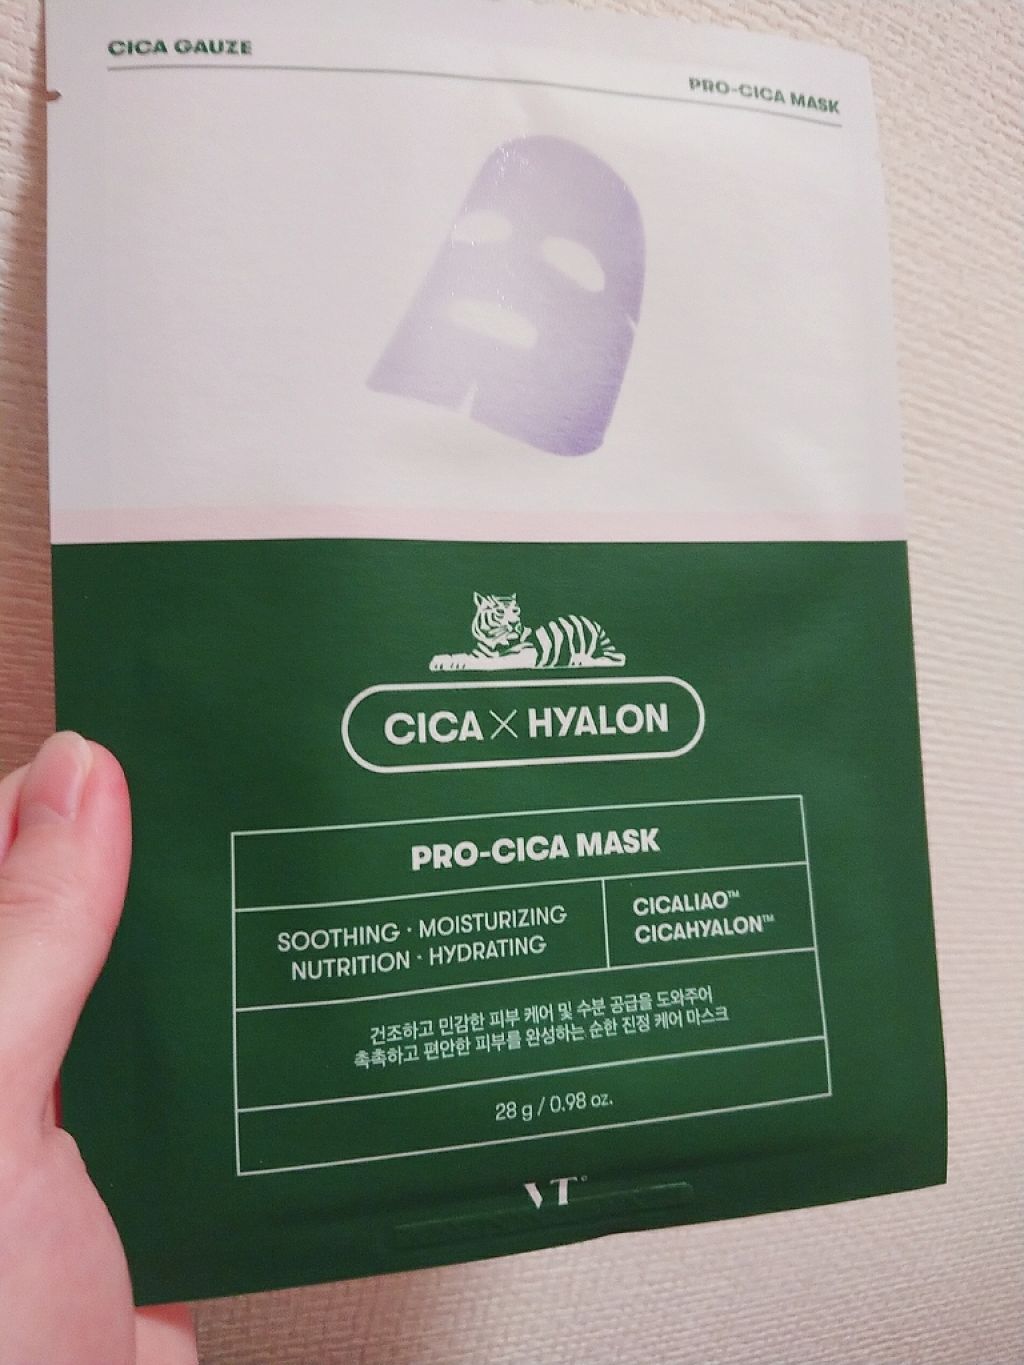 CICA GAUZE
PRO-CICA MASK
CICA X HYALON
PRO-CICA MASK
SOOTHING · MOISTURIZING
NUTRITION · HYDRATING
CICALIAO™
CICAHYALON™
건조하고 민감한 피부 케어 및 수분 공급을 도와주어
촉촉하고 편안한 피부를 완성하는 순한 진정 케어 마스크
28 g / 0.98 oz.
VT